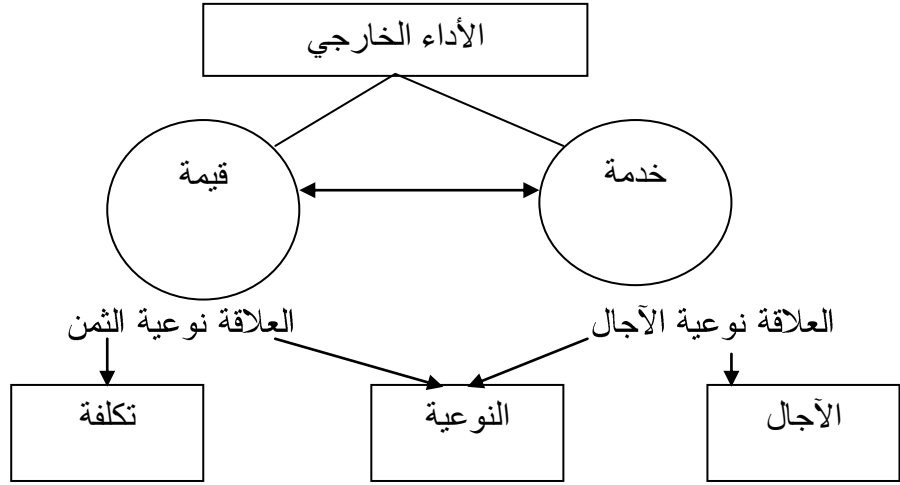 الأداء الخارجي
خدمة
قيمة
العلاقة نوعية الآجال
العلاقة نوعية الثمن
الآجال
النوعية
تكلفة